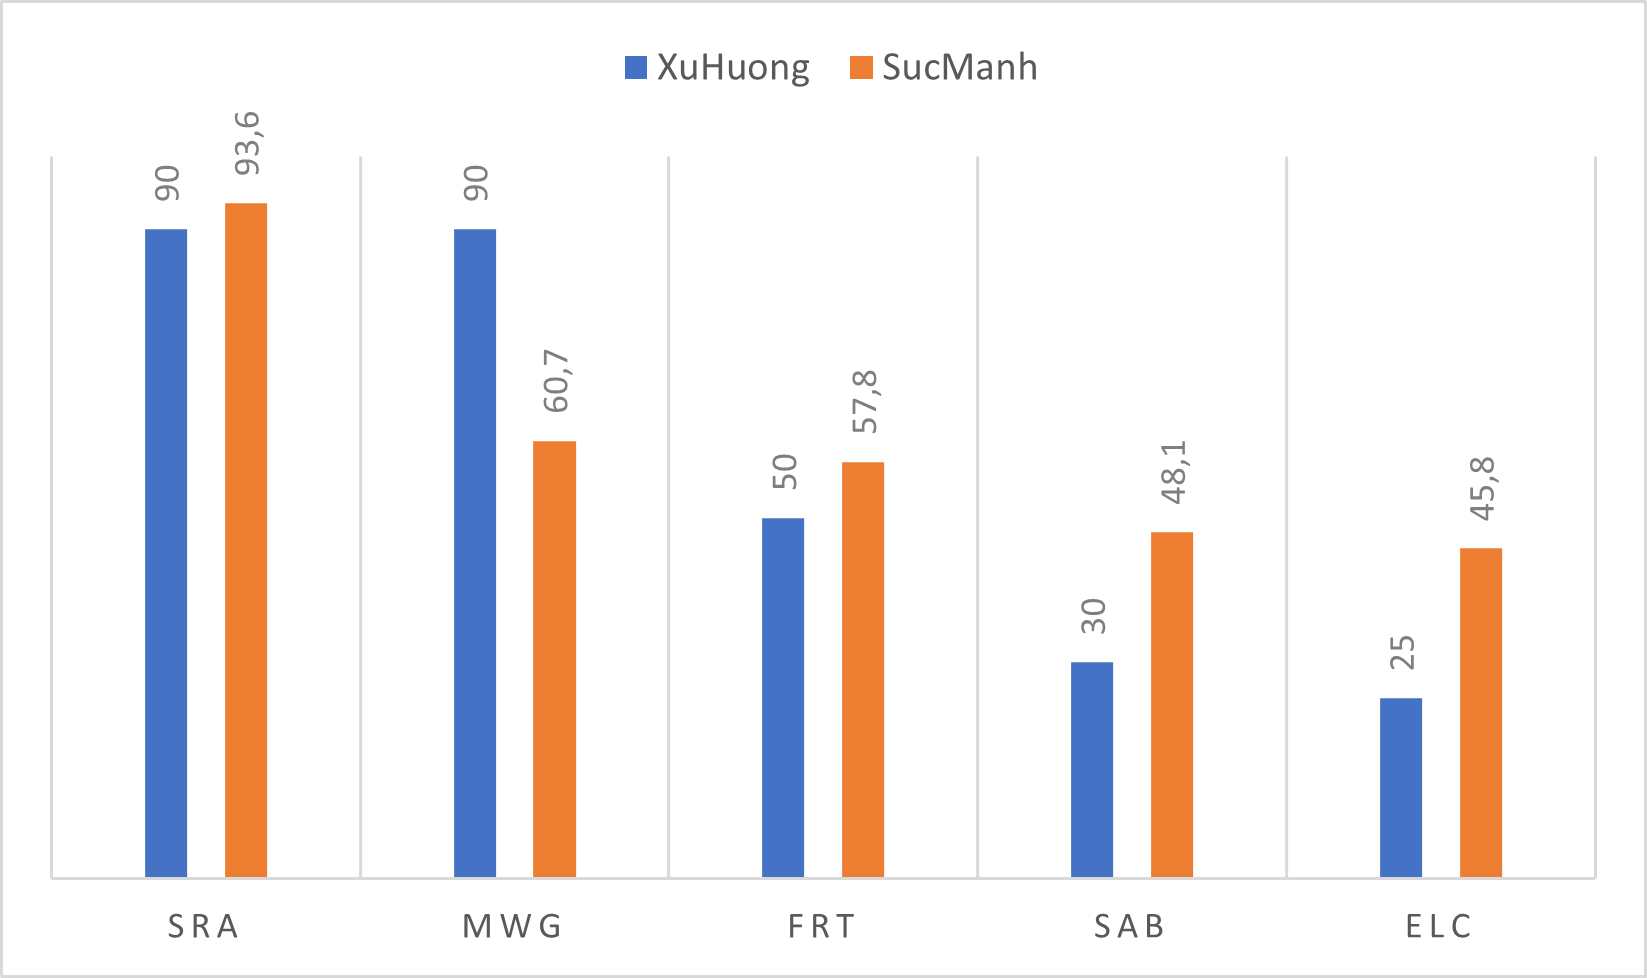 XuHuong SucManh
90 93,6 90 60,7 50 57,8 30 48,1 25 45,8
SRA MWG FRT SAB ELC